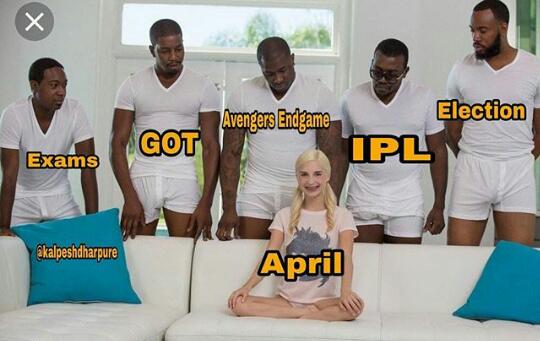 Exams
GOT
Avengers Endgame
IPL
Election
@kalpeshdharpure
April